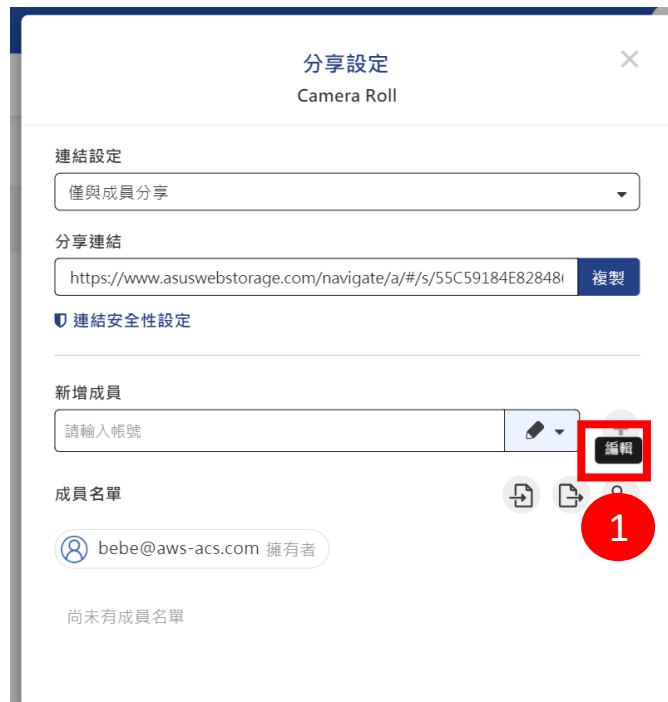 分享設定
Camera Roll
連結設定
僅與成員分享
分享連結
https://www.asuswebstorage.com/navigate/a/#/s/55C59184E82848
複製
連結安全性設定
新增成員
請輸入帳號
編輯
成員名單
1
bebe@aws-acs.com 擁有者
尚未有成員名單